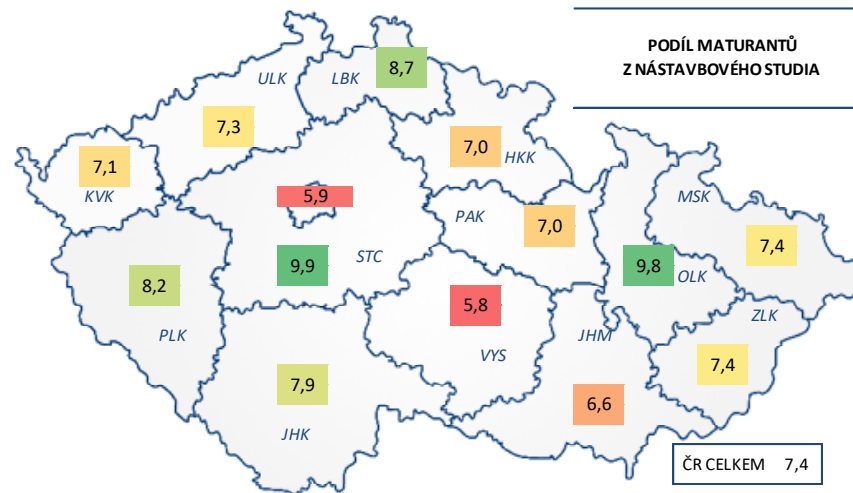 PODÍL MATURANTŮ
Z NÁSTAVBOVÉHO STUDIA
ULK
LBK
8,7
7,3
7,0
HKK
7,1
KVK
5,9
PAK
7,0
MSK
7,4
9,9
STC
9,8
OLK
8,2
PLK
5,8
VYS
JHM
ZLK
7,4
7,9
JHK
6,6
ČR CELKEM 7,4